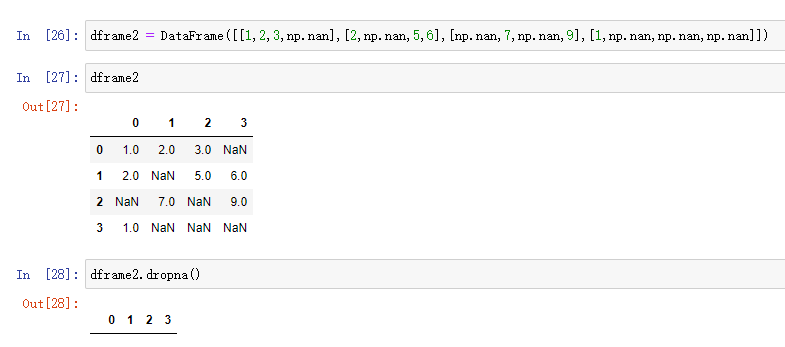 In [26]: dframe2 = DataFrame([[1,2,3,np.nan],[2,np.nan,5,6],[np.nan,7,np.nan,9],[1,np.nan,np.nan,np.nan]])
In [27]: dframe2
Out[27]:
0 1 2 3
0 1.0 2.0 3.0 NaN
1 2.0 NaN 5.0 6.0
2 NaN 7.0 NaN 9.0
3 1.0 NaN NaN NaN
In [28]: dframe2.dropna()
Out[28]:
0 1 2 3